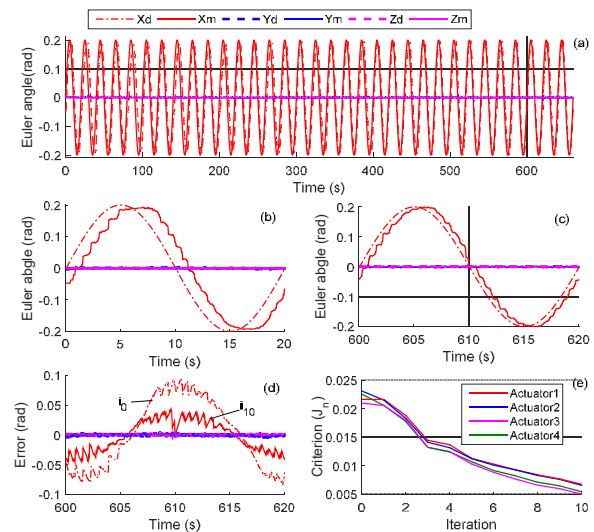 Xd Xm Yd Ym Zd Zm
(a)
Euler angle(rad)
0.2
0.1
0
-0.1
-0.2
0 100 200 300 400 500 600
Time (s)
(b)
Euler abgle (rad)
0.2
0.1
0
-0.1
-0.2
0 5 10 15 20
Time (s)
(c)
Euler abgle (rad)
0.2
0.1
0
-0.1
-0.2
600 605 610 615 620
Time (s)
(d)
Error (rad)
0.1
0.05
0
-0.05
-0.1
i0
i10
600 605 610 615 620
Time (s)
(e)
Criterion (Jn)
0.025
0.02
0.015
0.01
0.005
Actuator1
Actuator2
Actuator3
Actuator4
0 2 4 6 8 10
Iteration